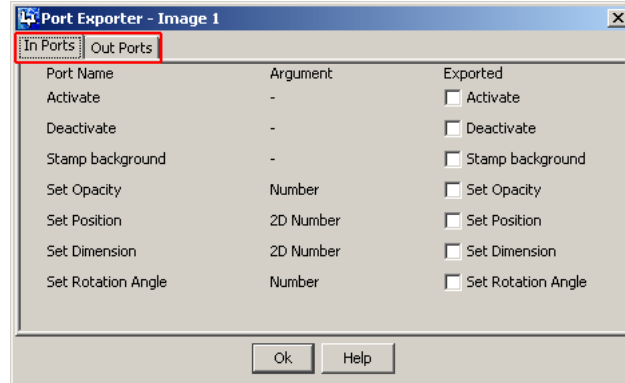 Port Exporter - Image 1
In Ports Out Ports
Port Name Argument Exported
Activate - Activate
Deactivate - Deactivate
Stamp background - Stamp background
Set Opacity Number Set Opacity
Set Position 2D Number Set Position
Set Dimension 2D Number Set Dimension
Set Rotation Angle Number Set Rotation Angle
Ok Help